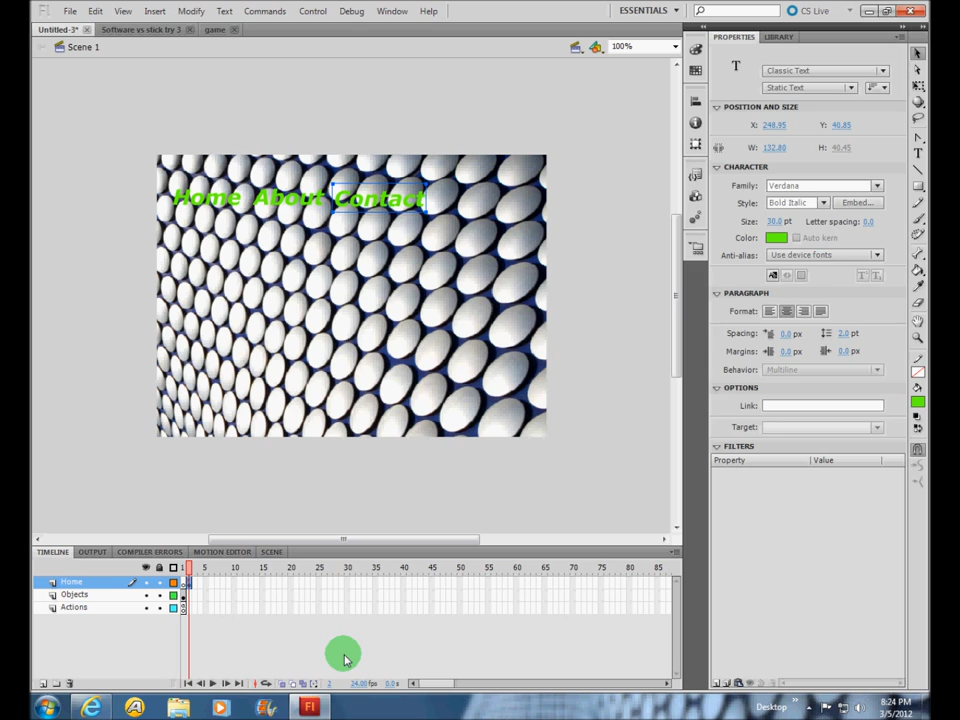 File Edit View Insert Modify Text Commands Control Debug Window Help ESSENTIALS CS Live
Untitled-3* Software vs stick try 3 game
Scene 1 100%
PROPERTIES LIBRARY
T Classic Text
Static Text
POSITION AND SIZE
X: 248.95 Y: 40.85
W: 132.80 H: 40.45
CHARACTER
Family: Verdana
Style: Bold Italic Embed...
Size: 30.0 pt Letter spacing: 0.0
Color: Auto kern
Anti-alias: Use device fonts
PARAGRAPH
Format:
Spacing: 0.0 px 2.0 pt
Margins: 0.0 px 0.0 px
Behavior: Multiline
OPTIONS
Link:
Target:
FILTERS
Property Value
Home About Contact
TIMELINE OUTPUT COMPILER ERRORS MOTION EDITOR SCENE
1 5 10 15 20 25 30 35 40 45 50 55 60 65 70 75 80 85
Home
Objects
Actions
2 24.00 fps 0.0 s
Desktop 8:24 PM
3/5/2012